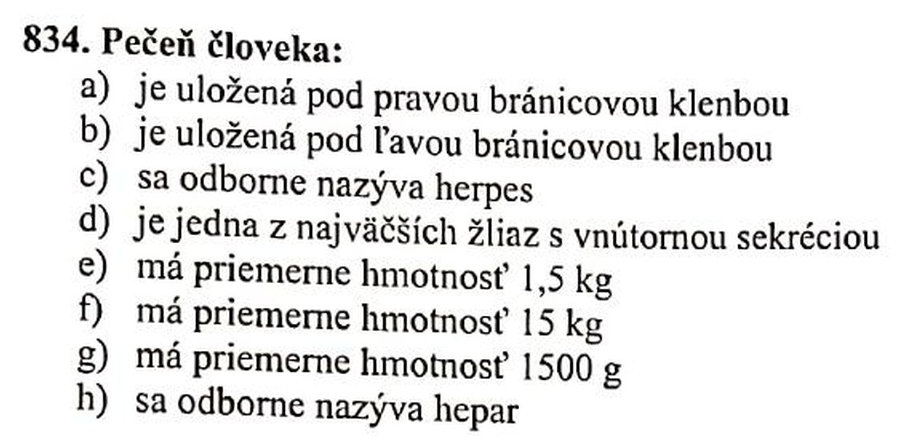 834. Pečeň človeka:
a) je uložená pod pravou bránicovou klenbou
b) je uložená pod ľavou bránicovou klenbou
c) sa odborne nazýva herpes
d) je jedna z najväčších žliaz s vnútornou sekréciou
e) má priemerne hmotnosť 1,5 kg
f) má priemerne hmotnosť 15 kg
g) má priemerne hmotnosť 1500 g
h) sa odborne nazýva hepar